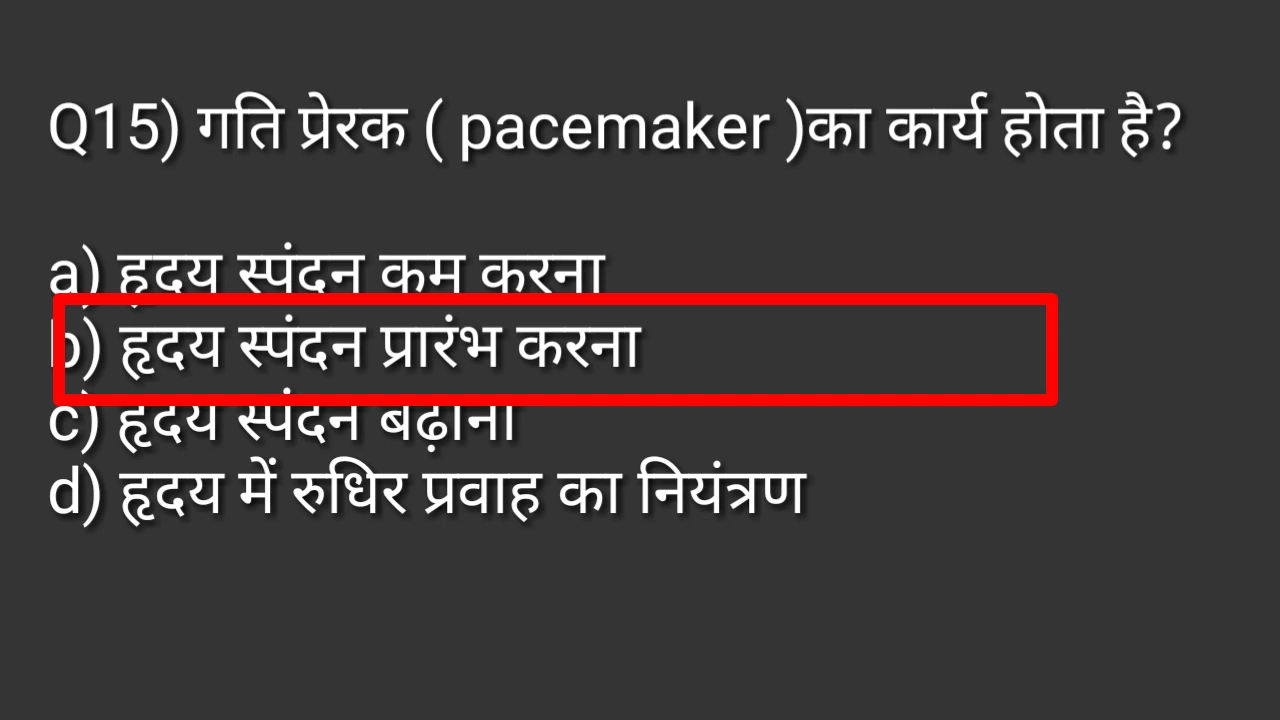 Q15) गति प्रेरक ( pacemaker )का कार्य होता है?
a) हृदय स्पंदन कम करना
b) हृदय स्पंदन प्रारंभ करना
c) हृदय स्पंदन बढ़ाना
d) हृदय में रुधिर प्रवाह का नियंत्रण